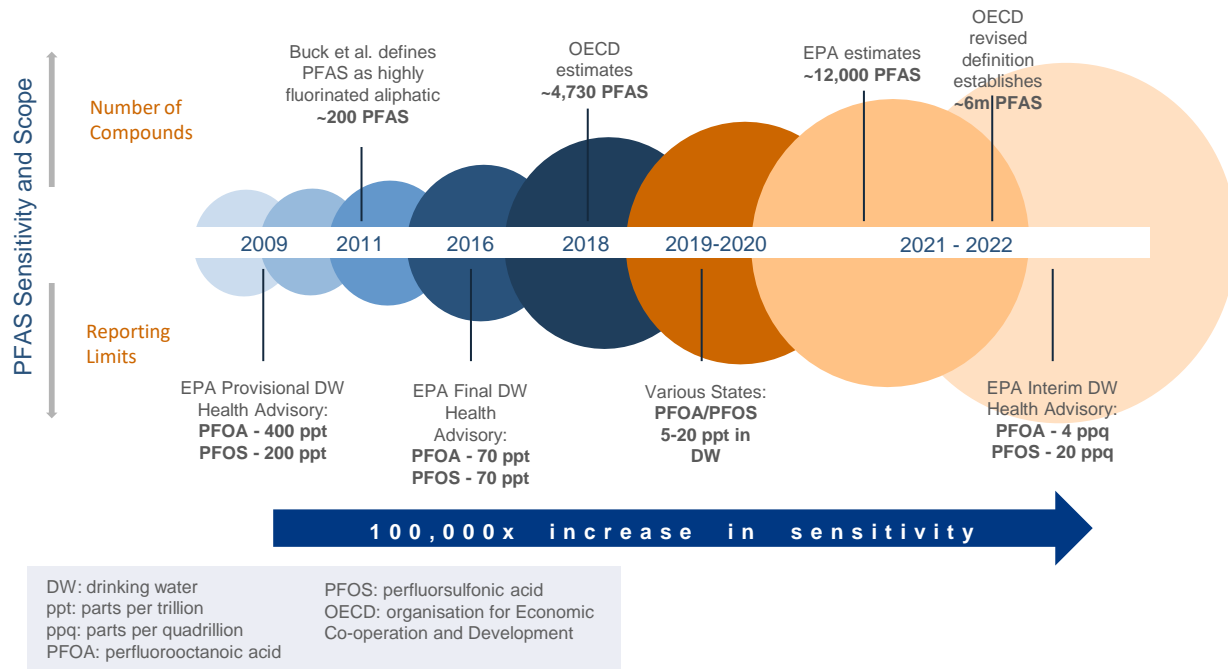 PFAS Sensitivity and Scope
Number of
Compounds
Reporting
Limits
Buck et al. defines
PFAS as highly
fluorinated aliphatic
~200 PFAS
OECD
estimates
~4,730 PFAS
EPA estimates
~12,000 PFAS
OECD
revised
definition
establishes
~6m PFAS
2009
2011
2016
2018
2019-2020
2021 - 2022
EPA Provisional DW
Health Advisory:
PFOA - 400 ppt
PFOS - 200 ppt
EPA Final DW
Health
Advisory:
PFOA - 70 ppt
PFOS - 70 ppt
Various States:
PFOA/PFOS
5-20 ppt in
DW
EPA Interim DW
Health Advisory:
PFOA - 4 ppq
PFOS - 20 ppq
100,000x increase in sensitivity
DW: drinking water
ppt: parts per trillion
ppq: parts per quadrillion
PFOA: perfluorooctanoic acid
PFOS: perfluorsulfonic acid
OECD: organisation for Economic
Co-operation and Development